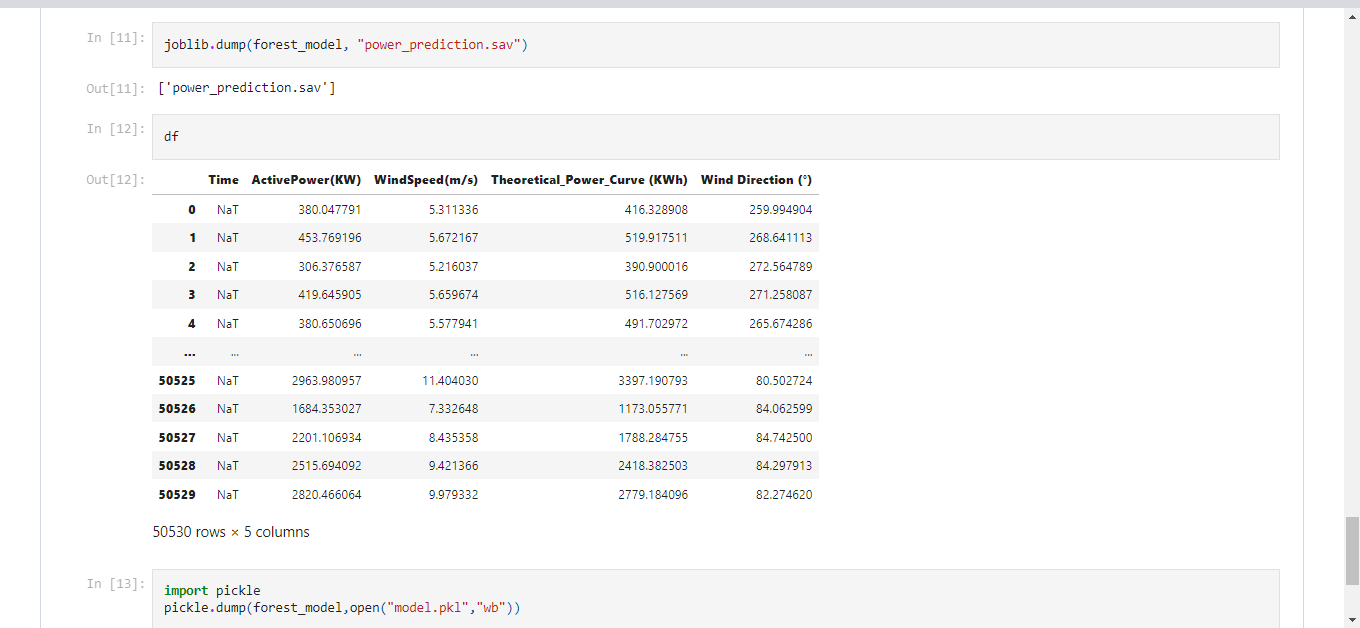 In [11]: joblib.dump(forest_model, "power_prediction.sav")
Out[11]: ['power_prediction.sav']
In [12]: df
Out[12]:
Time ActivePower(KW) WindSpeed(m/s) Theoretical_Power_Curve (KWh) Wind Direction (°)
0 NaT 380.047791 5.311336 416.328908 259.994904
1 NaT 453.769196 5.672167 519.917511 268.641113
2 NaT 306.376587 5.216037 390.900016 272.564789
3 NaT 419.645905 5.659674 516.127569 271.258087
4 NaT 380.650696 5.577941 491.702972 265.674286
... ... ... ... ... ...
50525 NaT 2963.980957 11.404030 3397.190793 80.502724
50526 NaT 1684.353027 7.332648 1173.055771 84.062599
50527 NaT 2201.106934 8.435358 1788.284755 84.742500
50528 NaT 2515.694092 9.421366 2418.382503 84.297913
50529 NaT 2820.466064 9.979332 2779.184096 82.274620
50530 rows × 5 columns
In [13]: import pickle
pickle.dump(forest_model,open("model.pkl","wb"))